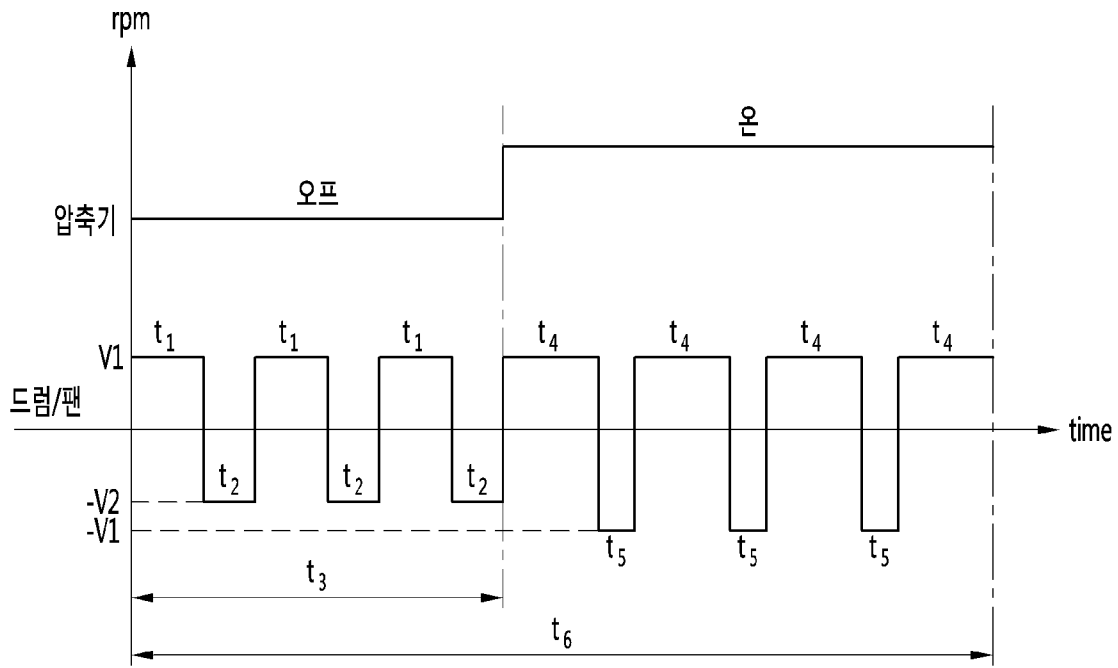 rpm
온
오프
압축기
t₁ t₁ t₁ t₄ t₄ t₄ t₄
V1
드럼/팬
time
t₂ t₂ t₂
-V2
-V1
t₅ t₅ t₅
t₃
t₆